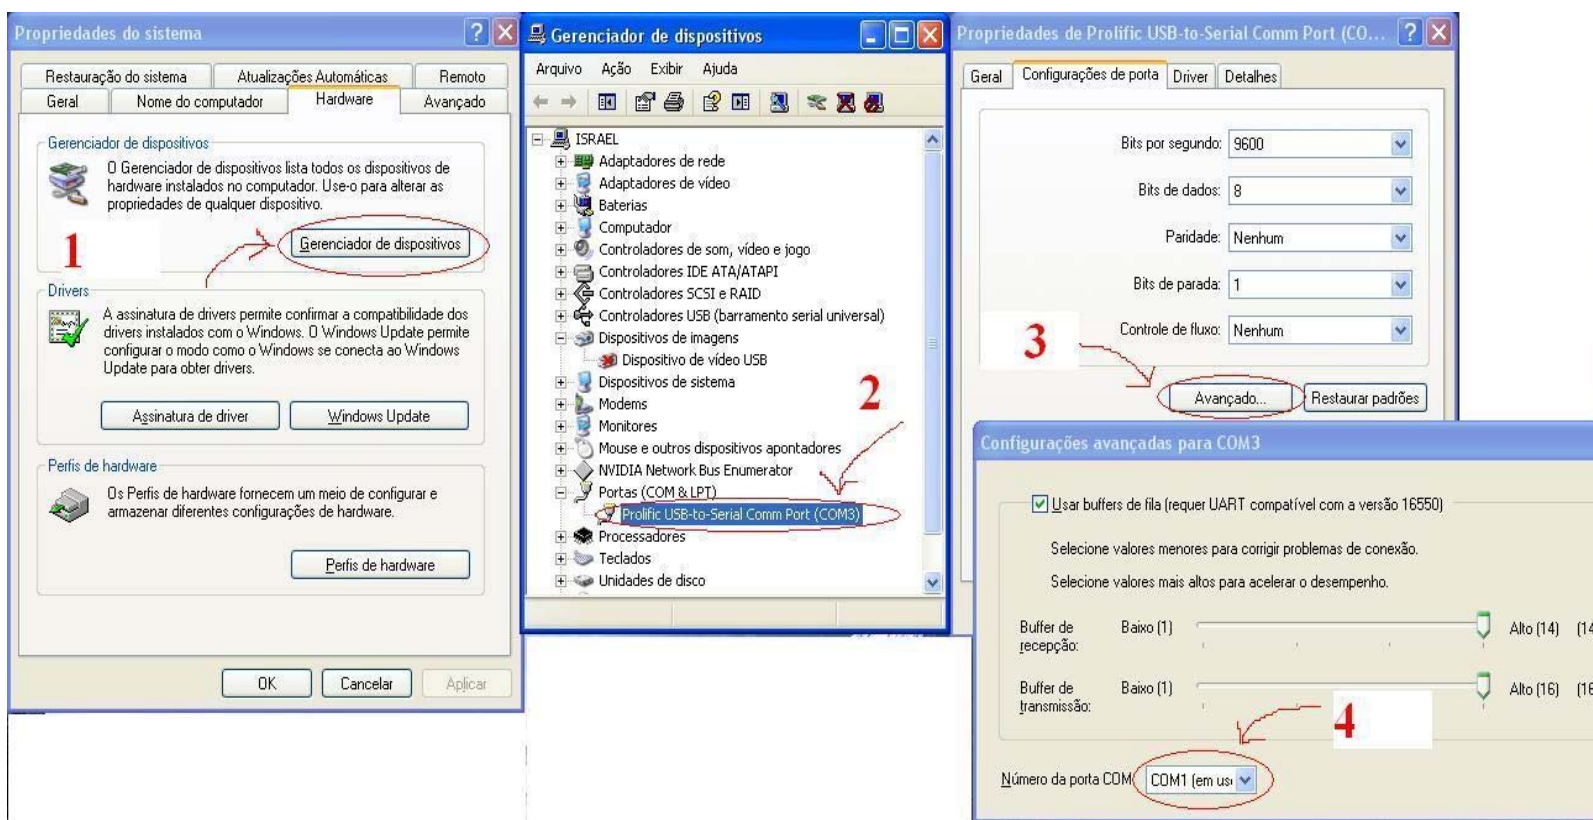 Propriedades do sistema
Restauração do sistema
Atualizações Automáticas
Remoto
Geral
Nome do computador
Hardware
Avançado
Gerenciador de dispositivos
O Gerenciador de dispositivos lista todos os dispositivos de
hardware instalados no computador. Use-o para alterar as
propriedades de qualquer dispositivo.
1
Gerenciador de dispositivos
Drivers
A assinatura de drivers permite confirmar a compatibilidade dos
drivers instalados com o Windows. O Windows Update permite
configurar o modo como o Windows se conecta ao Windows
Update para obter drivers.
Assinatura de driver
Windows Update
Perfis de hardware
Os Perfis de hardware fornecem um meio de configurar e
armazenar diferentes configurações de hardware.
Perfis de hardware
OK
Cancelar
Aplicar
Gerenciador de dispositivos
Arquivo Ação Exibir Ajuda
ISRAEL
Adaptadores de rede
Adaptadores de vídeo
Baterias
Computador
Controladores de som, vídeo e jogo
Controladores IDE ATA/ATAPI
Controladores SCSI e RAID
Controladores USB (barramento serial universal)
Dispositivos de imagens
Dispositivo de vídeo USB
Dispositivos de sistema
2
Modems
Monitores
Mouse e outros dispositivos apontadores
NVIDIA Network Bus Enumerator
Portas (COM & LPT)
Prolific USB-to-Serial Comm Port (COM3)
Processadores
Teclados
Unidades de disco
Propriedades de Prolific USB-to-Serial Comm Port (CO...
Geral
Configurações de porta
Driver
Detalhes
Bits por segundo: 9600
Bits de dados: 8
Paridade: Nenhum
Bits de parada: 1
Controle de fluxo: Nenhum
3
Avançado...
Restaurar padrões
Configurações avançadas para COM3
Usar buffers de fila (requer UART compatível com a versão 16550)
Selecione valores menores para corrigir problemas de conexão.
Selecione valores mais altos para acelerar o desempenho.
Buffer de
recepção:
Baixo (1)
Alto (14)
(14
Buffer de
transmissão:
Baixo (1)
Alto (16)
(16
4
Número da porta COM
COM1 (em us